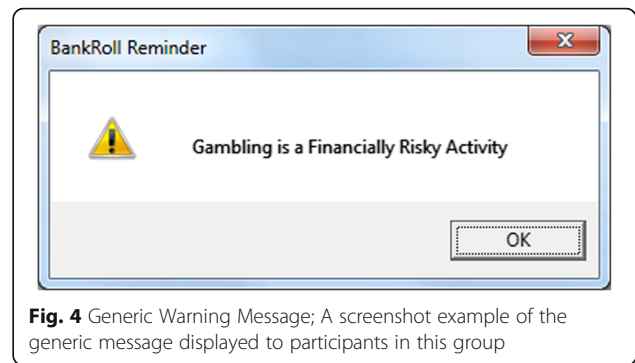 BankRoll Reminder
Gambling is a Financially Risky Activity
OK
Fig. 4 Generic Warning Message; A screenshot example of the
generic message displayed to participants in this group